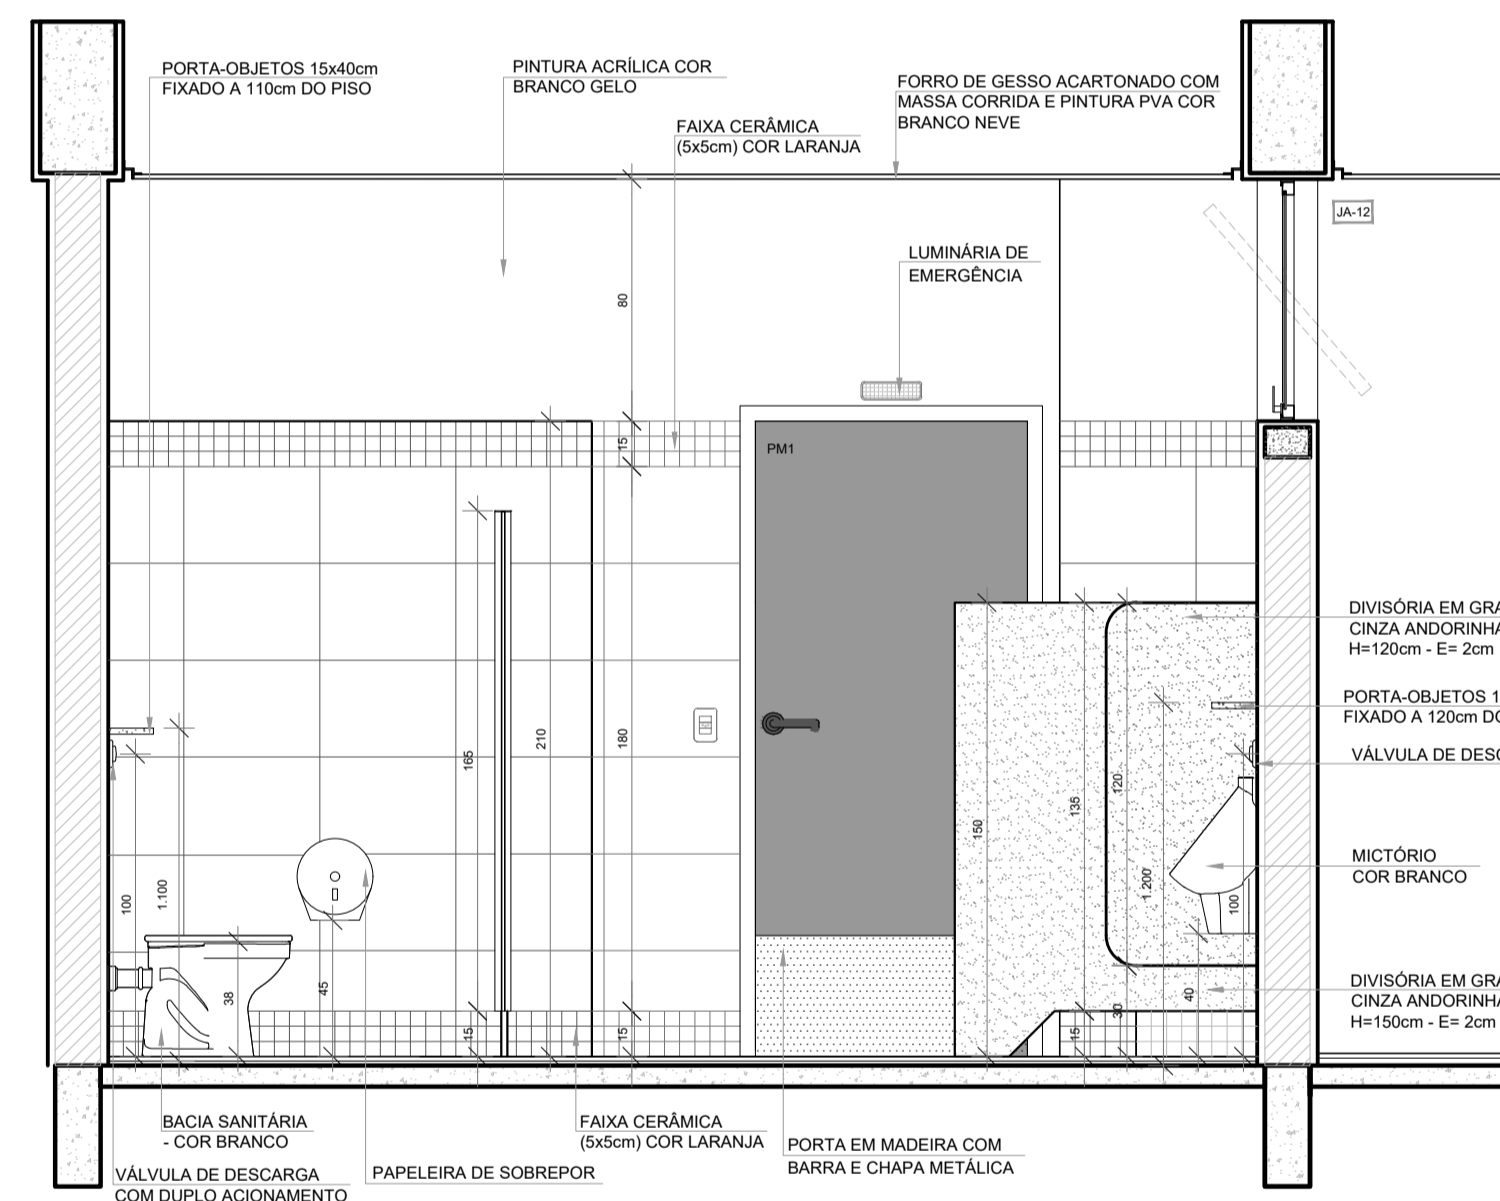 PORTA-OBJETOS 15x40cm
FIXADO A 110cm DO PISO
PINTURA ACRÍLICA COR
BRANCO GELO
FAIXA CERÂMICA
(5x5cm) COR LARANJA
FORRO DE GESSO ACARTONADO COM
MASSA CORRIDA E PINTURA PVA COR
BRANCO NEVE
JA-12
LUMINÁRIA DE
EMERGÊNCIA
80
15
PM1
165
210
180
150
135
120
1.200
100
40
30
15
100
1.100
38
45
15
15
DIVISÓRIA EM GRA
CINZA ANDORINHA
H=120cm - E= 2cm
PORTA-OBJETOS 1
FIXADO A 120cm DO
VÁLVULA DE DESC
MICTÓRIO
COR BRANCO
DIVISÓRIA EM GRA
CINZA ANDORINHA
H=150cm - E= 2cm
BACIA SANITÁRIA
- COR BRANCO
VÁLVULA DE DESCARGA
COM DUPLO ACIONAMENTO
PAPELEIRA DE SOBREPOR
FAIXA CERÂMICA
(5x5cm) COR LARANJA
PORTA EM MADEIRA COM
BARRA E CHAPA METÁLICA